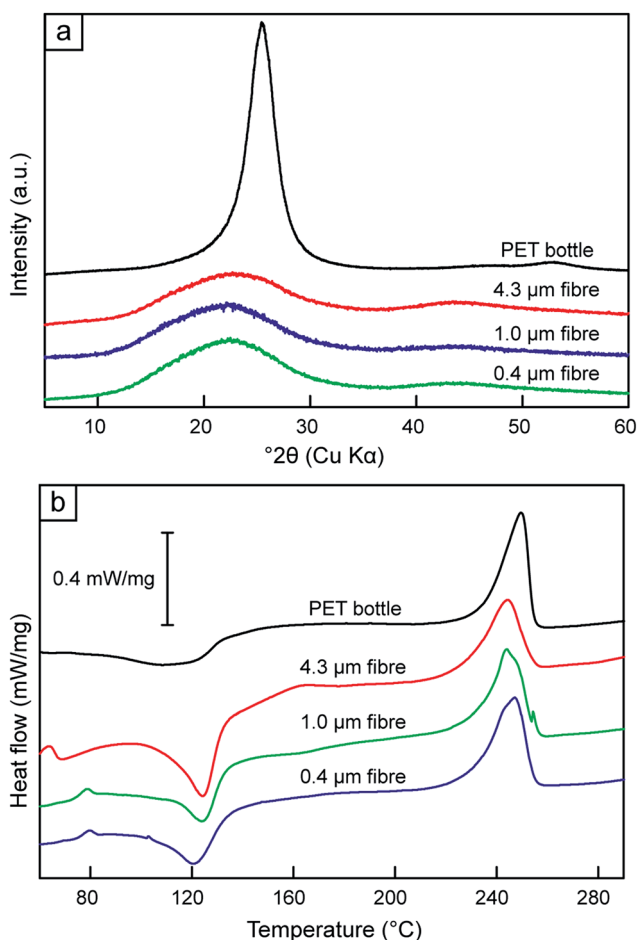 a
Intensity (a.u.)
PET bottle
4.3 µm fibre
1.0 µm fibre
0.4 µm fibre
10 20 30 40 50 60
°2θ (Cu Kα)
b
0.4 mW/mg
PET bottle
4.3 µm fibre
1.0 µm fibre
0.4 µm fibre
Heat flow (mW/mg)
80 120 160 200 240 280
Temperature (°C)